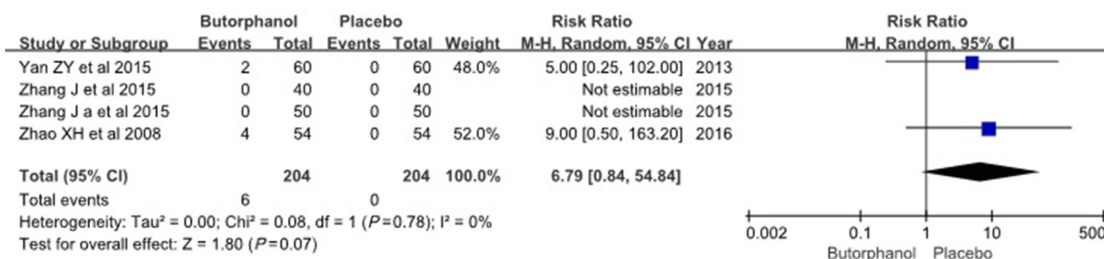 Butorphanol Placebo Risk Ratio Risk Ratio
Study or Subgroup Events Total Events Total Weight M-H, Random, 95% CI Year M-H, Random, 95% CI
Yan ZY et al 2015 2 60 0 60 48.0% 5.00 [0.25, 102.00] 2013
Zhang J et al 2015 0 40 0 40 Not estimable 2015
Zhang J a et al 2015 0 50 0 50 Not estimable 2015
Zhao XH et al 2008 4 54 0 54 52.0% 9.00 [0.50, 163.20] 2016
Total (95% CI) 204 204 100.0% 6.79 [0.84, 54.84]
Total events 6 0
Heterogeneity: Tau² = 0.00; Chi² = 0.08, df = 1 (P=0.78); I² = 0%
Test for overall effect: Z = 1.80 (P=0.07)
0.002 0.1 1 10 500
Butorphanol Placebo